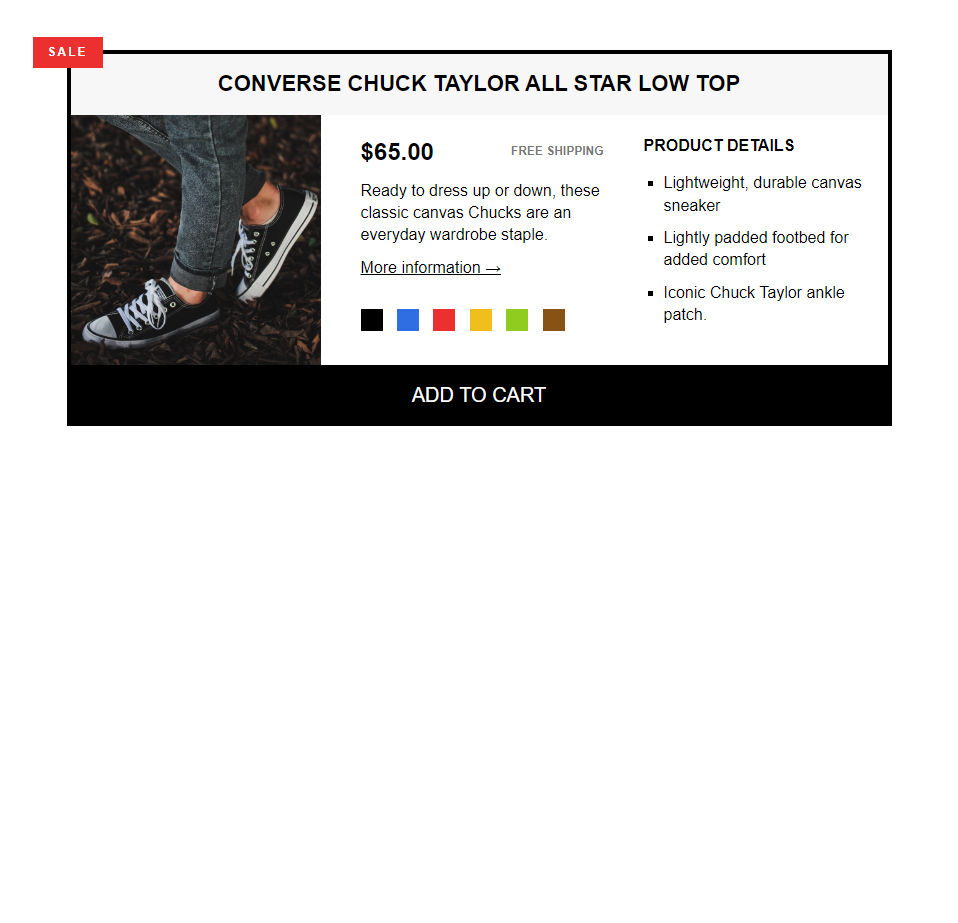 SALE
CONVERSE CHUCK TAYLOR ALL STAR LOW TOP
$65.00
FREE SHIPPING
Ready to dress up or down, these
classic canvas Chucks are an
everyday wardrobe staple.
More information →
PRODUCT DETAILS
Lightweight, durable canvas
sneaker
Lightly padded footbed for
added comfort
Iconic Chuck Taylor ankle
patch.
ADD TO CART